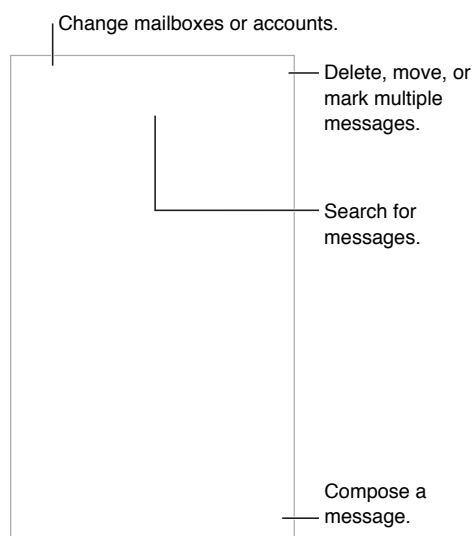 Change mailboxes or accounts.
Delete, move, or
mark multiple
messages.
Search for
messages.
Compose a
message.